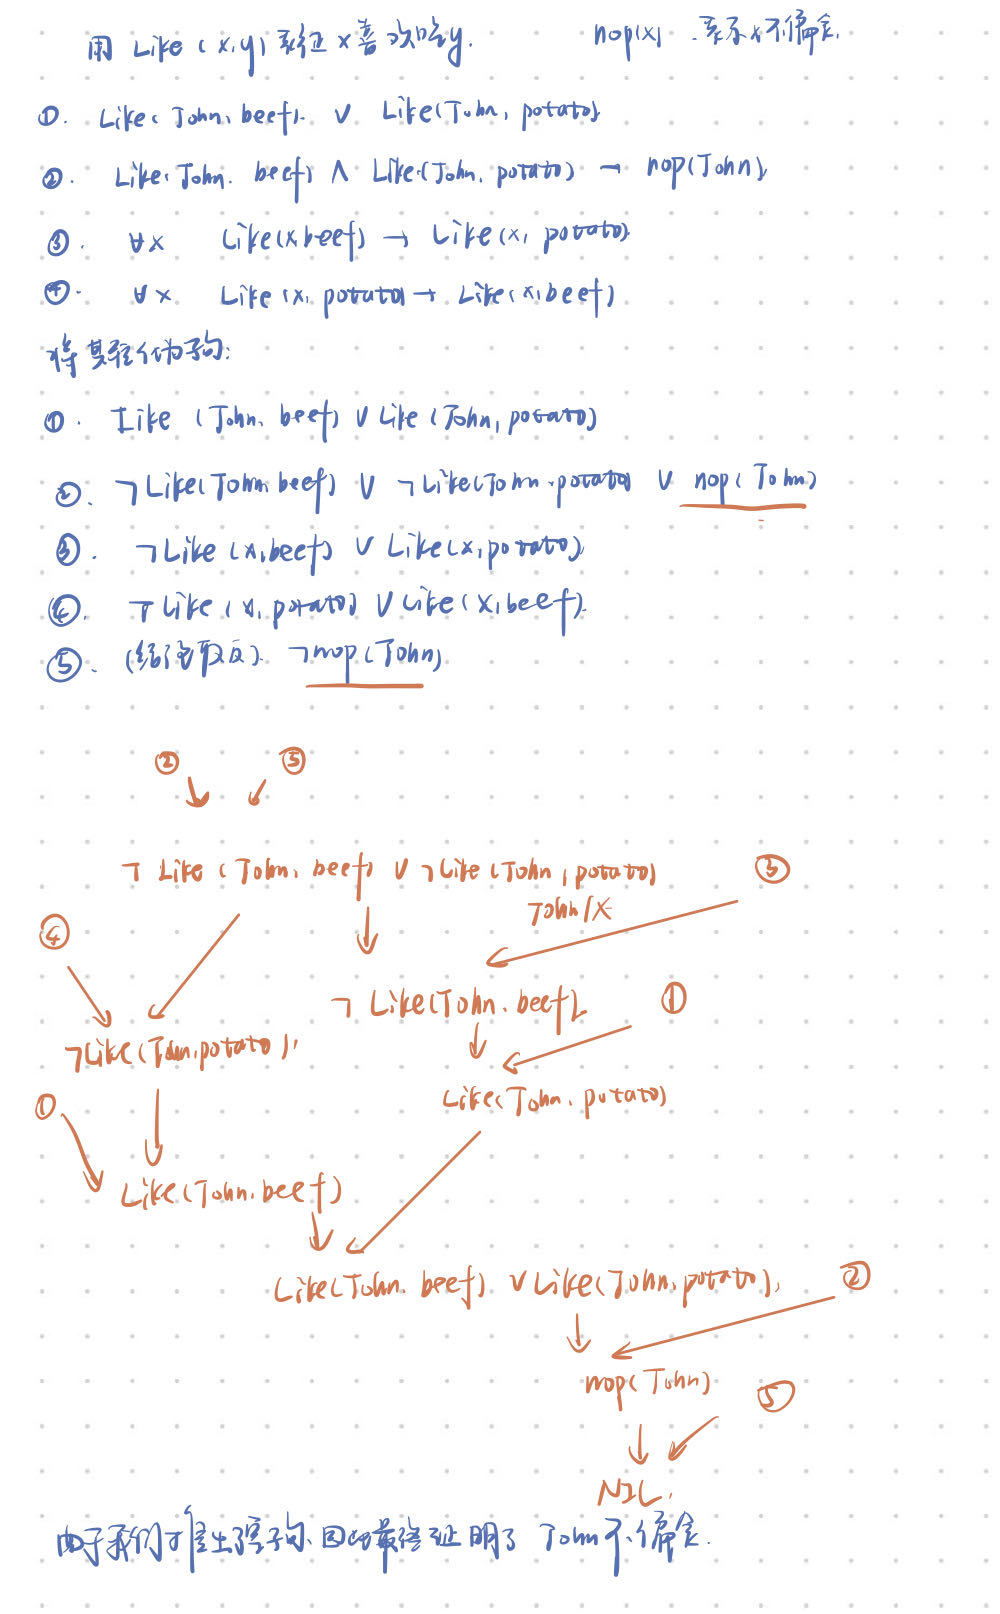 用 Like (x,y) 表征 x 喜欢吃y. nop(x) .表示x不偏食.
①. Like(John, beef) ∨ Like(John, potato)
②. Like(John. beef) ∧ Like(John, potato) → nop(John)
③. ∀x Like(x beef) → Like(x, potato)
④. ∀x Like(x, potato) → Like(x,beef)
将其转化为子句:
①. Like (John. beef) ∨ Like (John, potato)
②. ¬Like(John beef) ∨ ¬Like(John.potato) ∨ nop(John)
③. ¬Like (x,beef) ∨ Like(x,potato)
④. ¬Like (x, potato) ∨ Like(x,beef)
⑤. (结论取反). ¬nop(John)
② ⑤
¬ Like (John, beef) ∨ ¬Like (John, potato) ③
John/x
④
¬ Like(John. beef). ①
¬Like(John,potato).
Like(John, potato)
①
Like(John.beef)
Like(John. beef) ∨ Like(John,potato). ②
nop(John) ⑤
NIL.
由于我们可推出空子句,因此最终证明了 John不偏食.